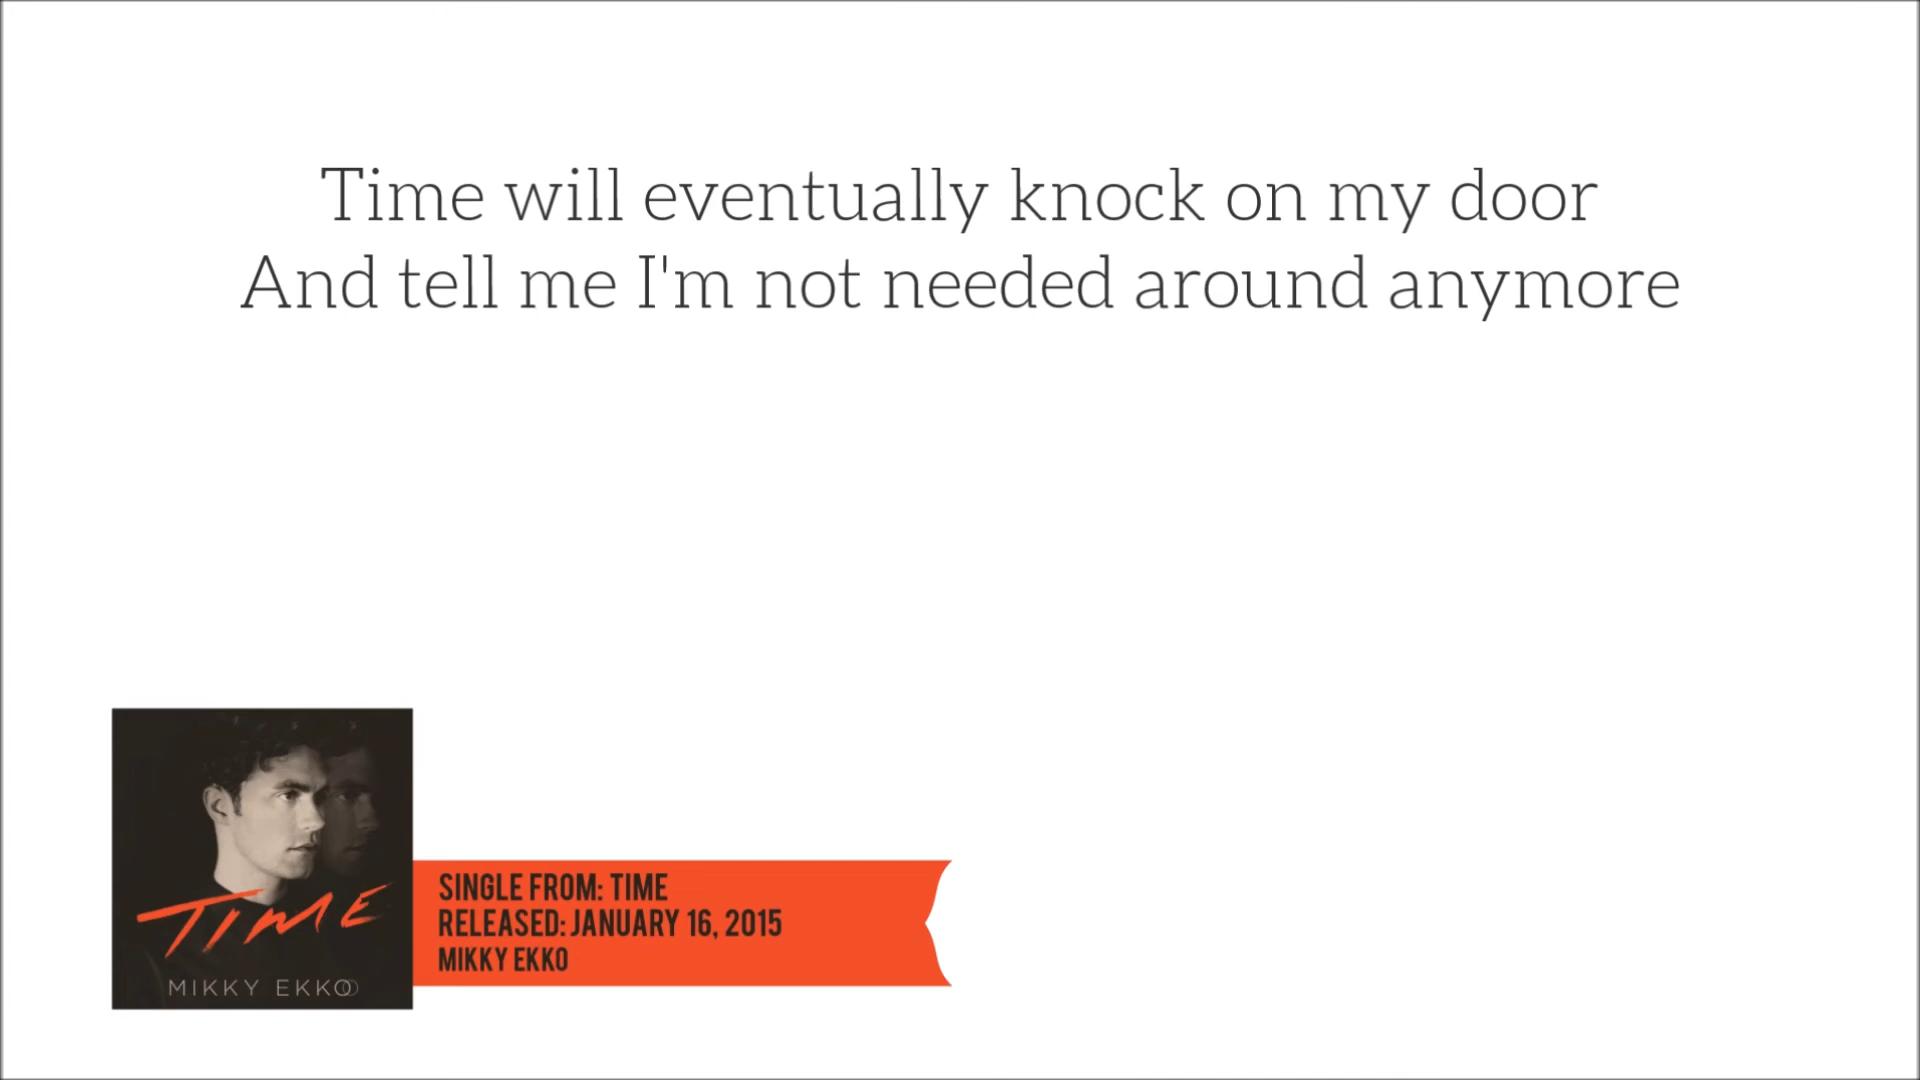 Time will eventually knock on my door
And tell me I'm not needed around anymore
TIME
MIKKY EKKO
SINGLE FROM: TIME
RELEASED: JANUARY 16, 2015
MIKKY EKKO